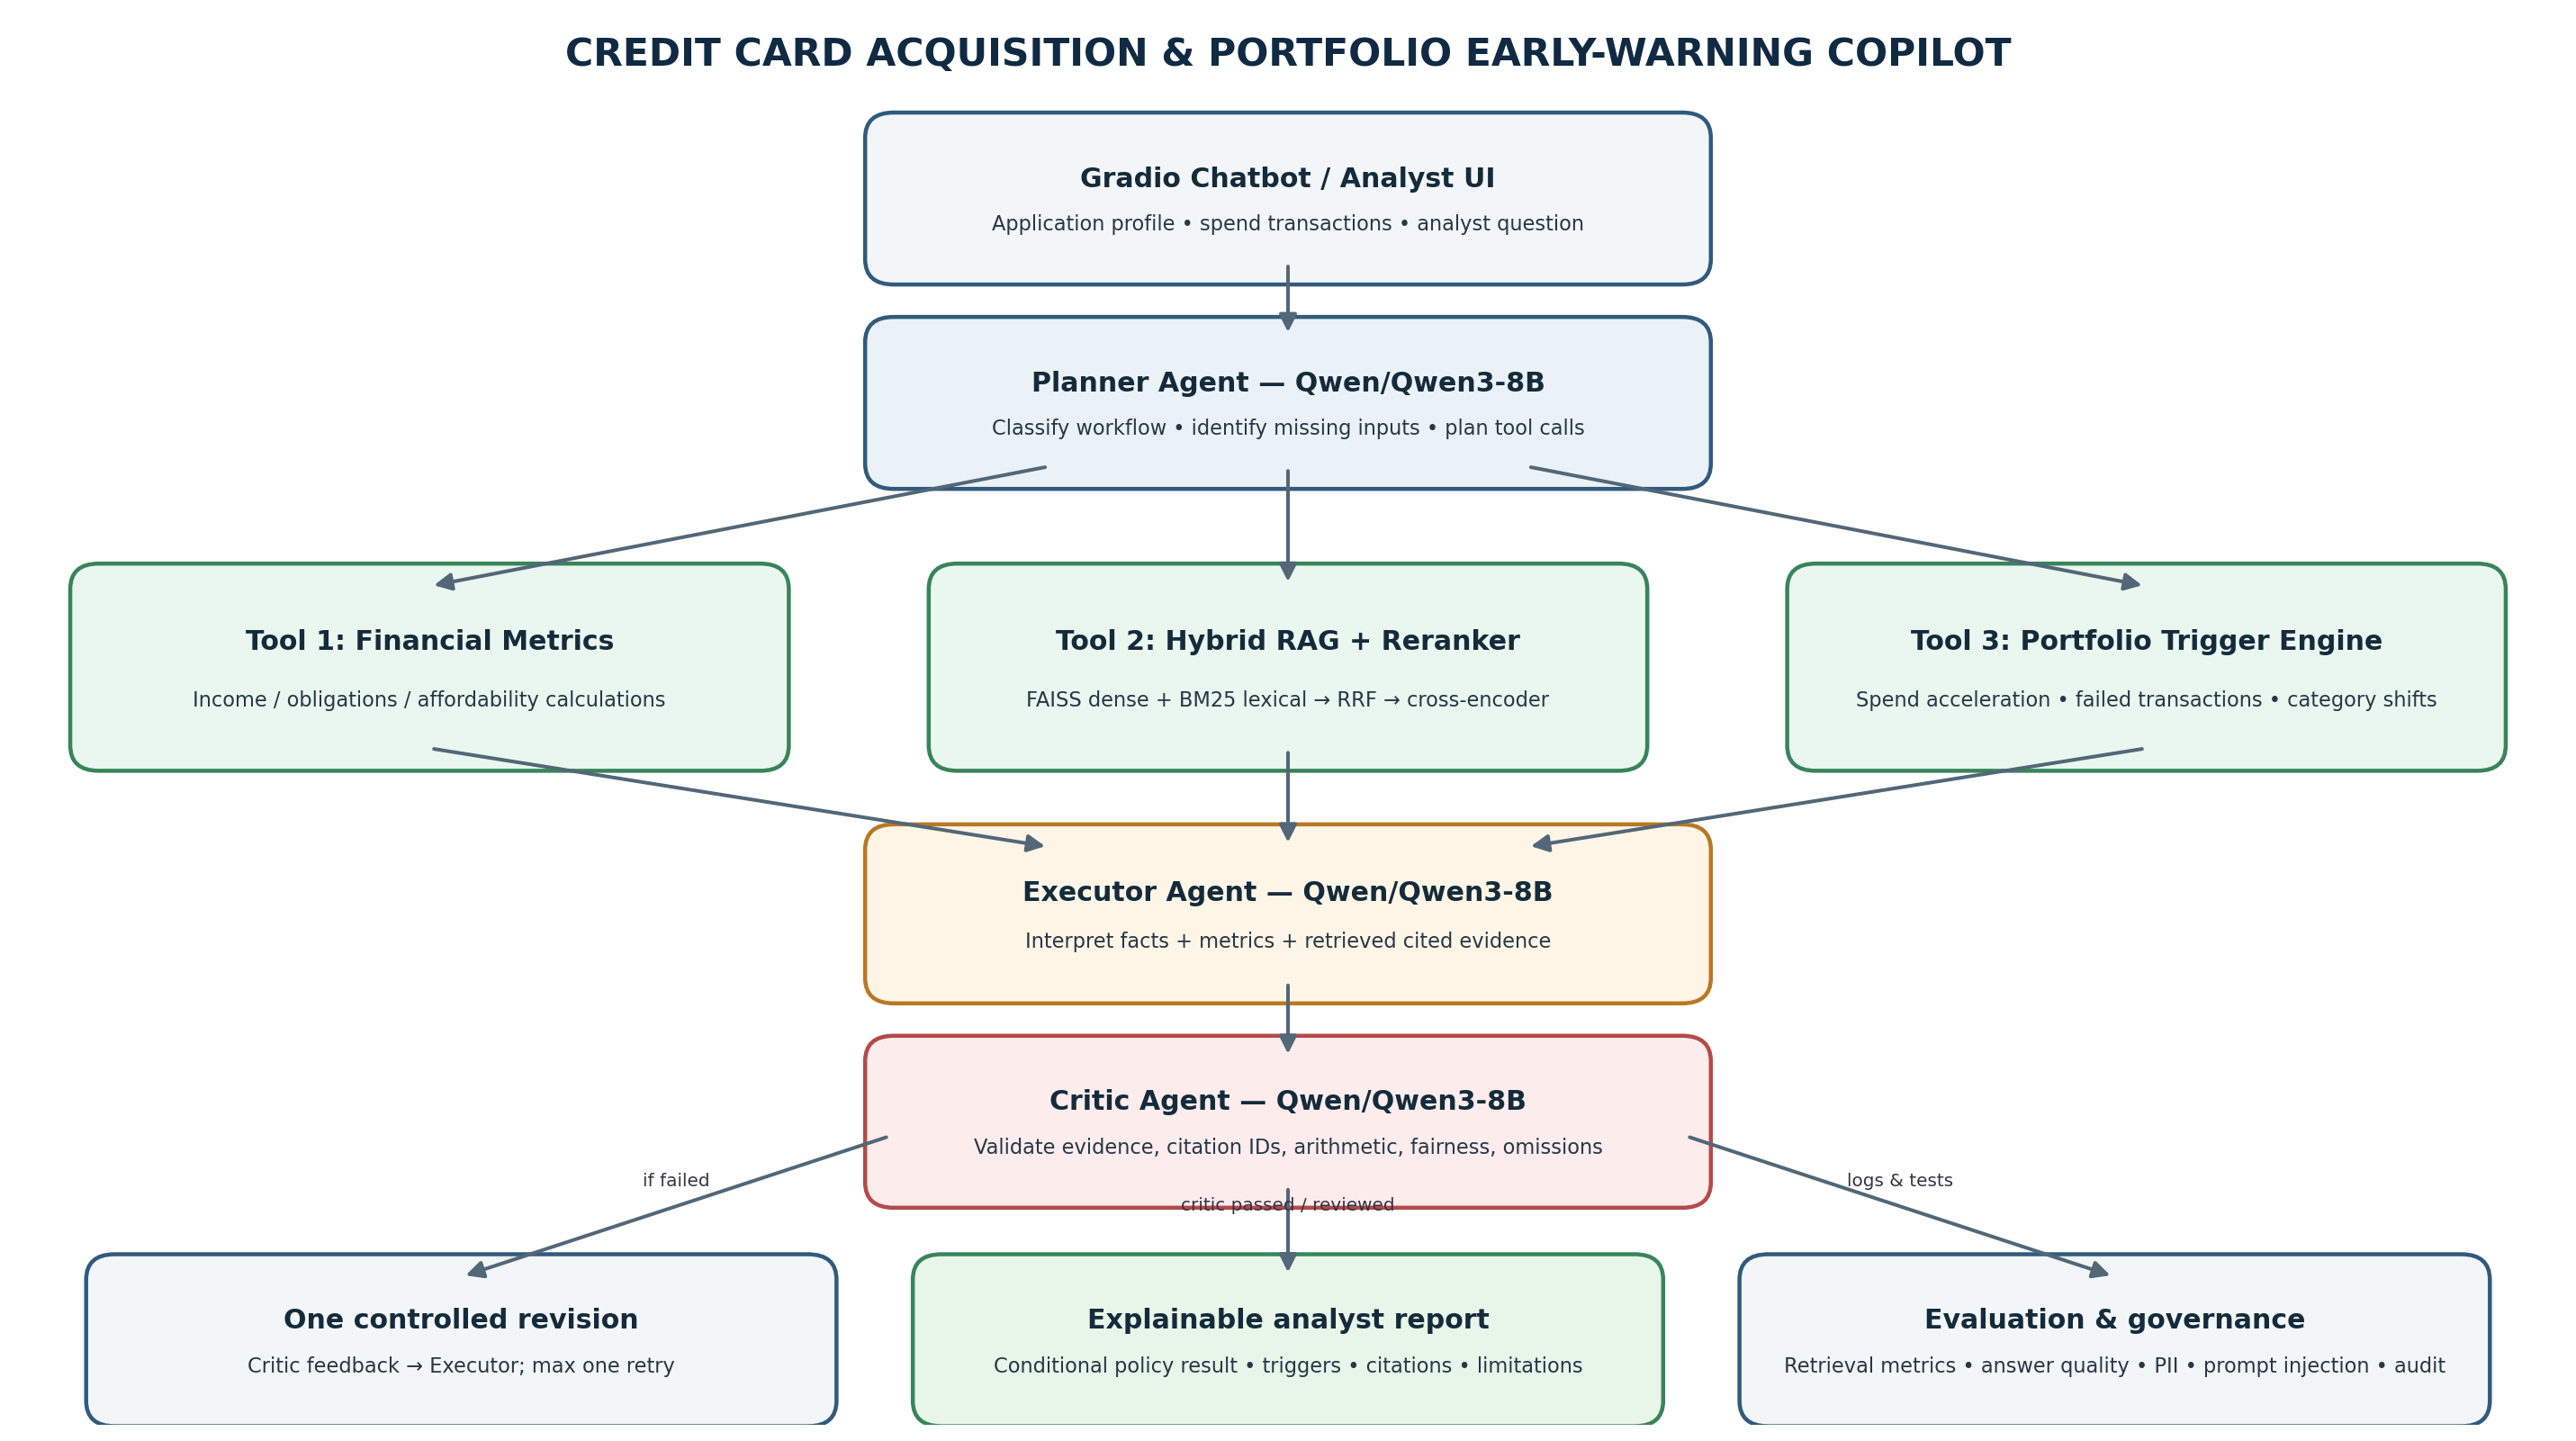 CREDIT CARD ACQUISITION & PORTFOLIO EARLY-WARNING COPILOT
Gradio Chatbot / Analyst UI
Application profile • spend transactions • analyst question
Planner Agent — Qwen/Qwen3-8B
Classify workflow • identify missing inputs • plan tool calls
Tool 1: Financial Metrics
Income / obligations / affordability calculations
Tool 2: Hybrid RAG + Reranker
FAISS dense + BM25 lexical → RRF → cross-encoder
Tool 3: Portfolio Trigger Engine
Spend acceleration • failed transactions • category shifts
Executor Agent — Qwen/Qwen3-8B
Interpret facts + metrics + retrieved cited evidence
Critic Agent — Qwen/Qwen3-8B
Validate evidence, citation IDs, arithmetic, fairness, omissions
if failed
critic passed / reviewed
logs & tests
One controlled revision
Critic feedback → Executor; max one retry
Explainable analyst report
Conditional policy result • triggers • citations • limitations
Evaluation & governance
Retrieval metrics • answer quality • PII • prompt injection • audit